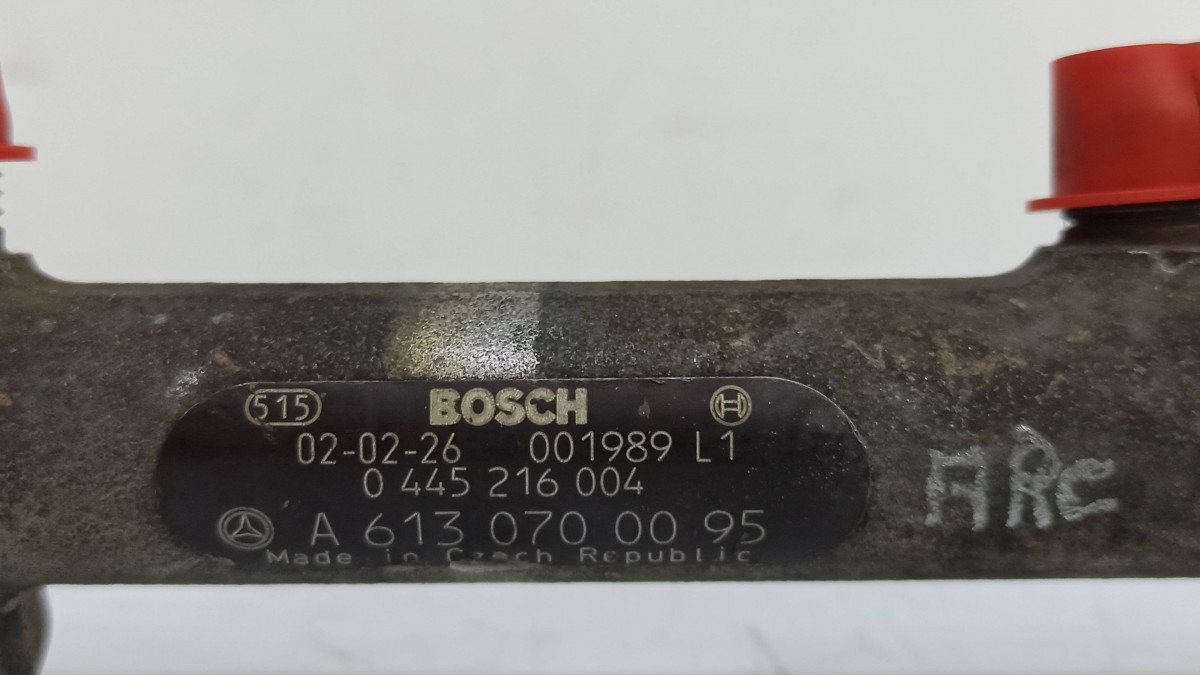 515 BOSCH
02-02-26 001989 L1
0 445 216 004
A 613 070 00 95
Made in Czech Republic
ARC